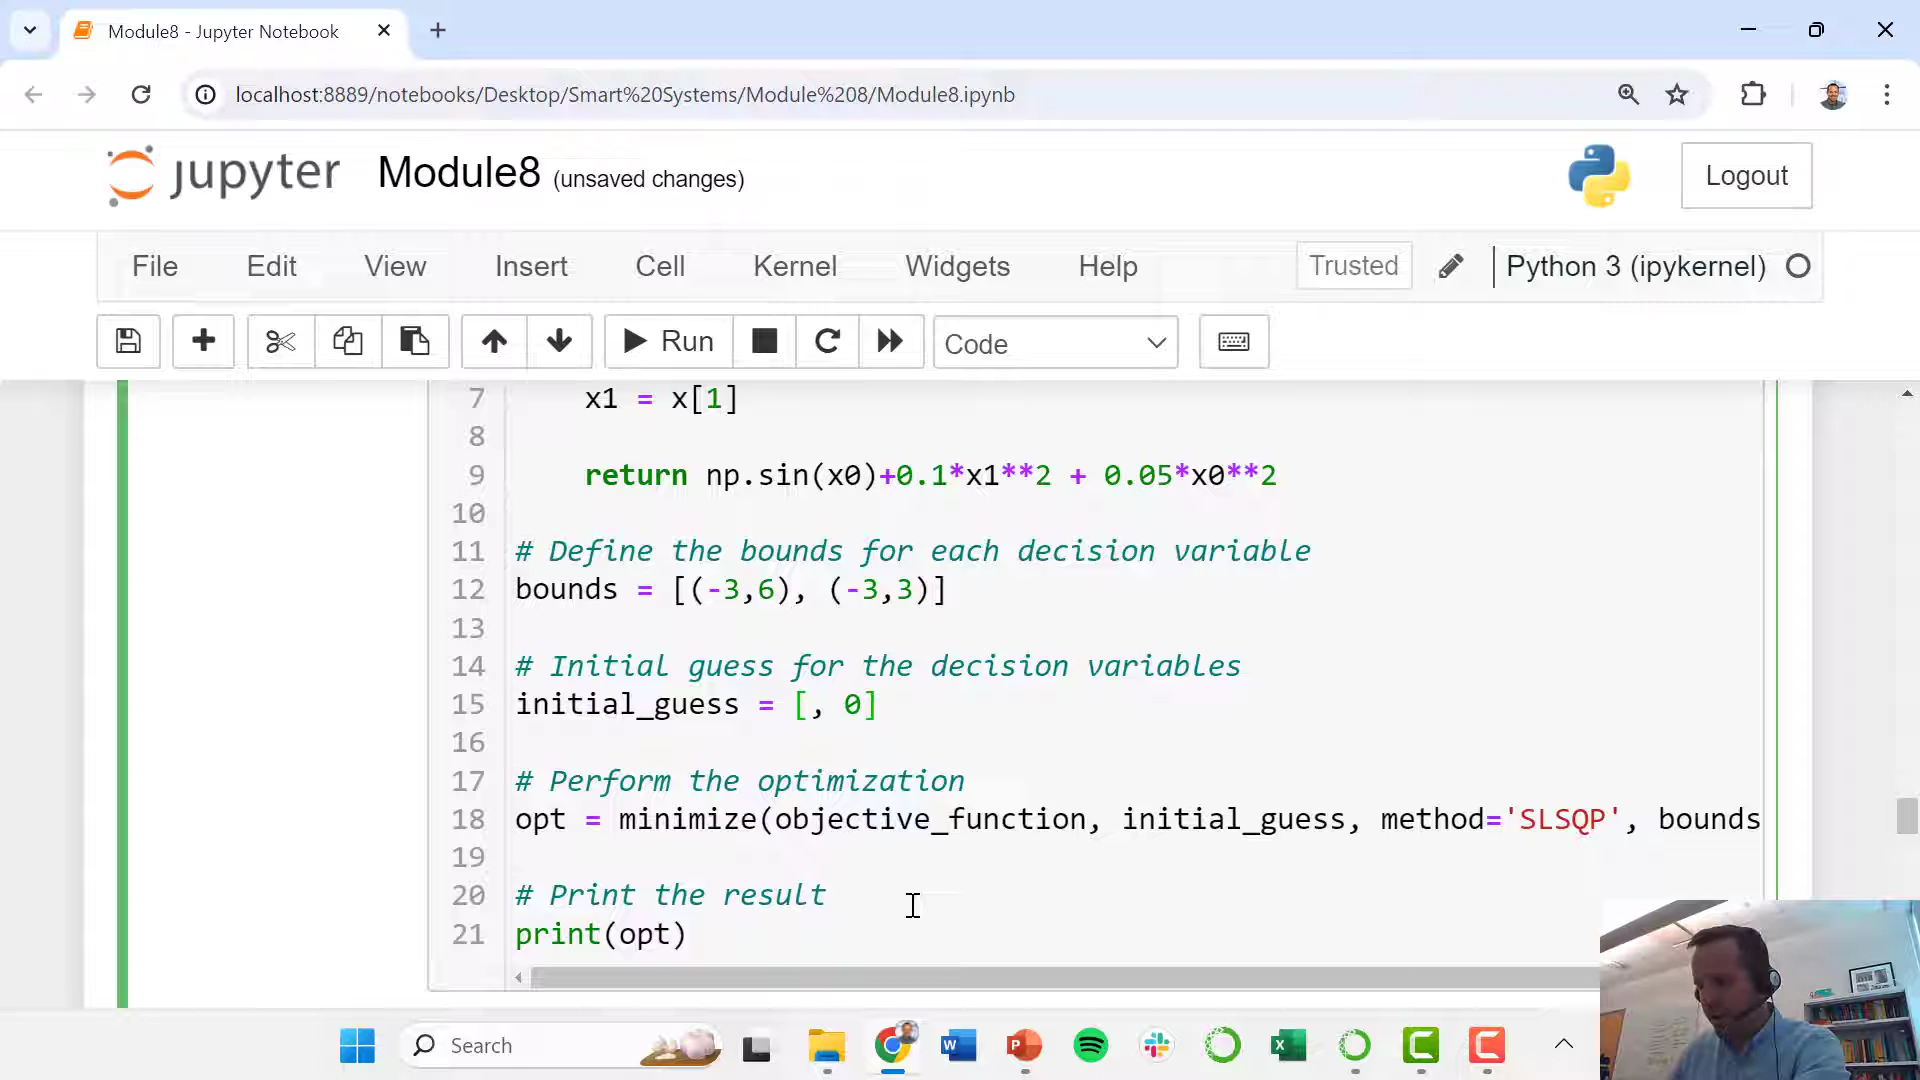 Module8 - Jupyter Notebook
localhost:8889/notebooks/Desktop/Smart%20Systems/Module%208/Module8.ipynb
jupyter Module8 (unsaved changes)
Logout
File Edit View Insert Cell Kernel Widgets Help Trusted Python 3 (ipykernel)
Run Code
7 x1 = x[1]
8
9 return np.sin(x0)+0.1*x1**2 + 0.05*x0**2
10
11 # Define the bounds for each decision variable
12 bounds = [(-3,6), (-3,3)]
13
14 # Initial guess for the decision variables
15 initial_guess = [, 0]
16
17 # Perform the optimization
18 opt = minimize(objective_function, initial_guess, method='SLSQP', bounds
19
20 # Print the result
21 print(opt)
Search